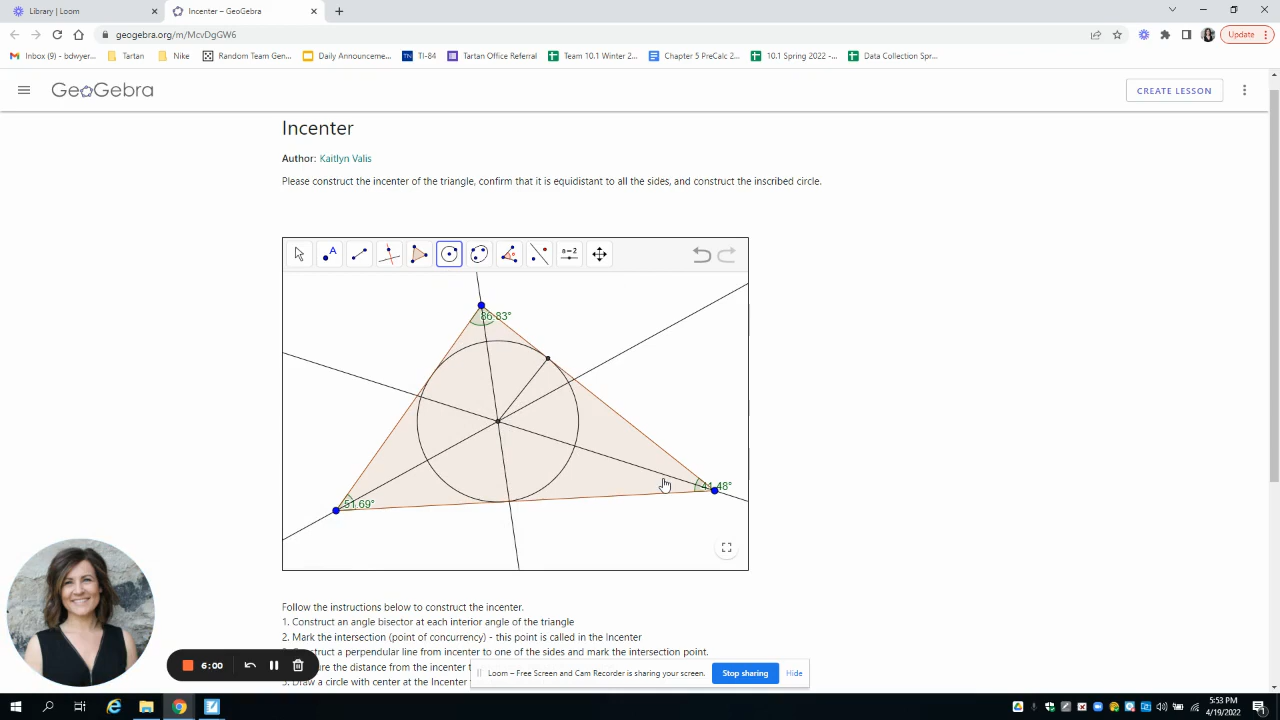 Library | Loom
Incenter – GeoGebra
geogebra.org/m/McvDgGW6
Update
Inbox (0) - bdwyer...
Tartan
Nike
Random Team Gen...
Daily Announceme...
TI-84
Tartan Office Referral
Team 10.1 Winter 2...
Chapter 5 PreCalc 2...
10.1 Spring 2022 -...
Data Collection Spr...
GeoGebra
CREATE LESSON
Incenter
Author: Kaitlyn Valis
Please construct the incenter of the triangle, confirm that it is equidistant to all the sides, and construct the inscribed circle.
A
a=2
86.83°
51.69°
41.48°
Follow the instructions below to construct the incenter.
1. Construct an angle bisector at each interior angle of the triangle
2. Mark the intersection (point of concurrency) - this point is called in the Incenter
a perpendicular line from incenter to one of the sides and mark the intersection point.
the distance from the incenter
a circle with center at the Incenter
6:00
Loom – Free Screen and Cam Recorder is sharing your screen.
Stop sharing
Hide
5:53 PM
4/19/2022